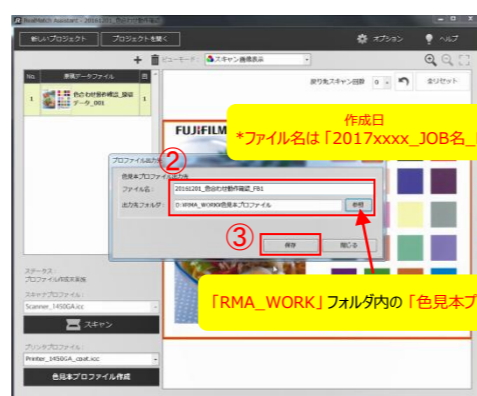 RealMatch Assistant - 20161201_色合わせ動作確認
新しいプロジェクト
プロジェクトを開く
オプション
ヘルプ
ビューモード:
スキャン画像表示
No.
原稿データファイル
絞り先スキャン回数
0
全リセット
1
色合わせ動作確認_原稿
データ_001
1
作成日
*ファイル名は「2017xxxx_JOB名_
FUJIFILM
プロファイル出力先
②
色見本プロファイル出力先
ファイル名:
20161201_色合わせ動作確認_FB1
出力先フォルダ:
D:\RMA_WORK\色見本プロファイル
参照
③
保存
閉じる
ステータス:
プロファイル作成未実施
スキャナプロファイル:
Scanner_1450GA.icc
スキャン
「RMA_WORK」フォルダ内の「色見本プ
プリンタプロファイル:
Printer_1450GA_coat.icc
色見本プロファイル作成